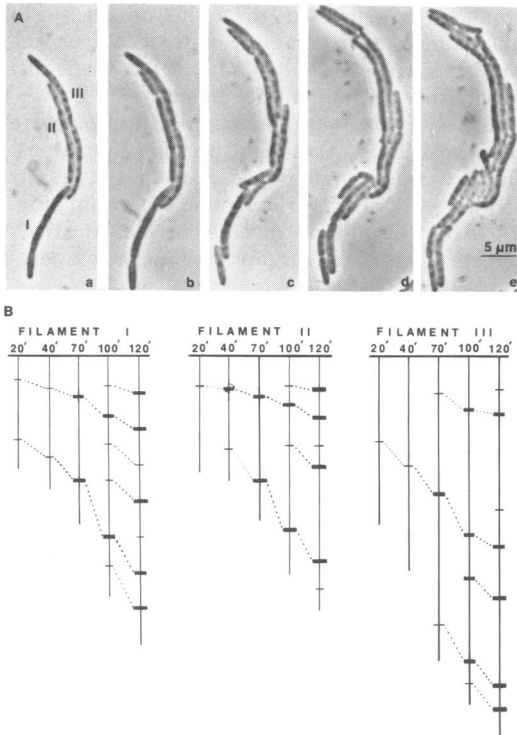 A
III
II
I
a
b
c
d
5 µm
e
B
FILAMENT I
20' 40' 70' 100' 120'
FILAMENT II
20' 40' 70' 100' 120'
FILAMENT III
20' 40' 70' 100' 120'